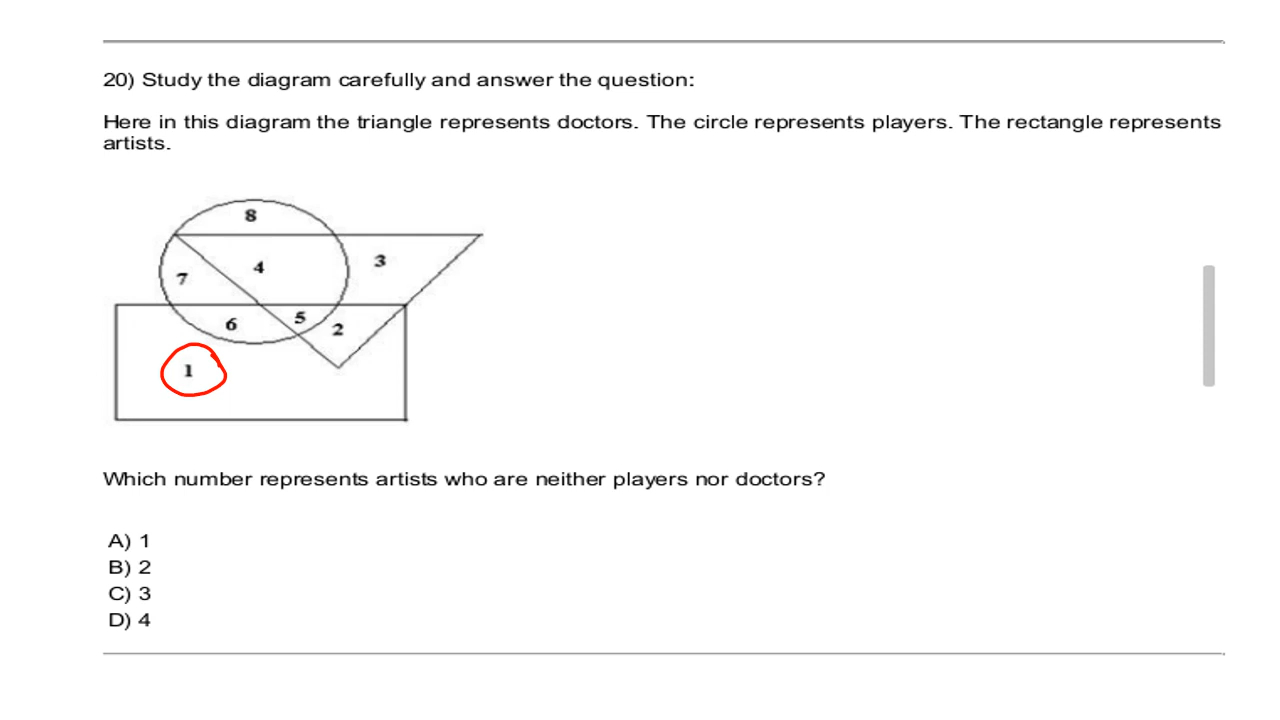 20) Study the diagram carefully and answer the question:
Here in this diagram the triangle represents doctors. The circle represents players. The rectangle represents
artists.
8
4
3
7
6
5
2
1
Which number represents artists who are neither players nor doctors?
A) 1
B) 2
C) 3
D) 4